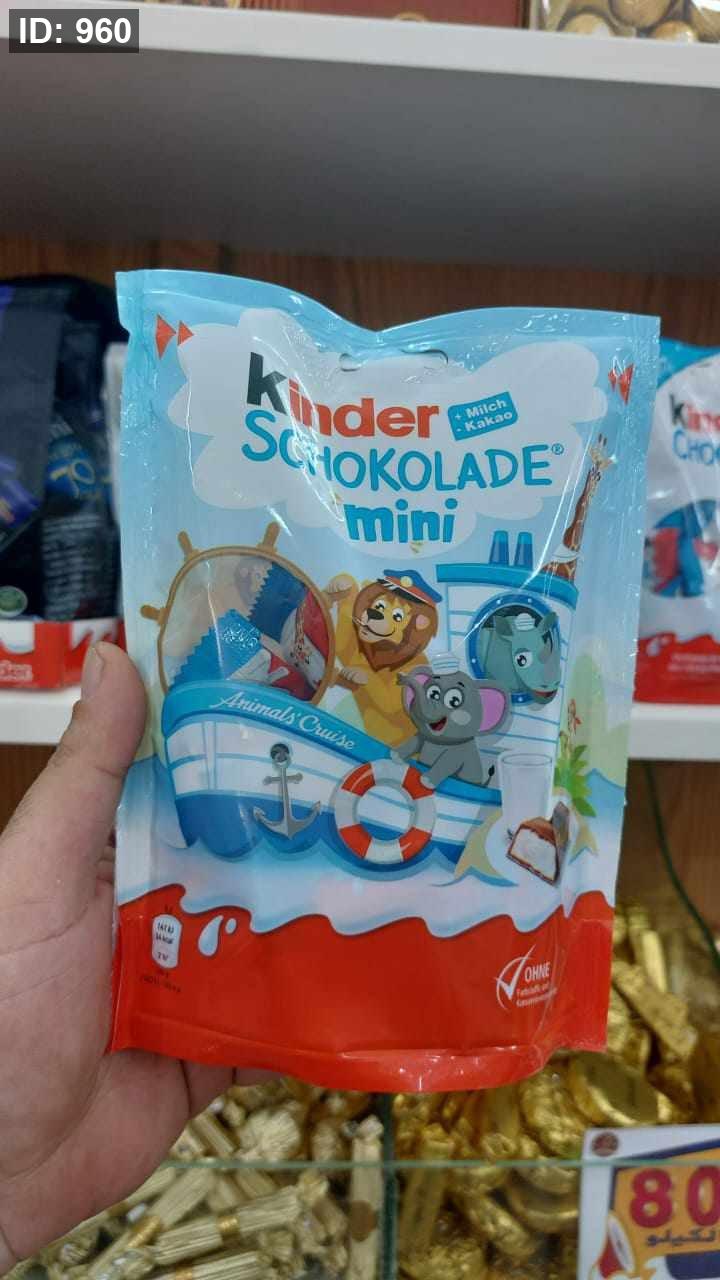 ID: 960
kinder
+ Milch
- Kakao
SCHOKOLADE®
mini
Animals' Cruise
OHNE
80